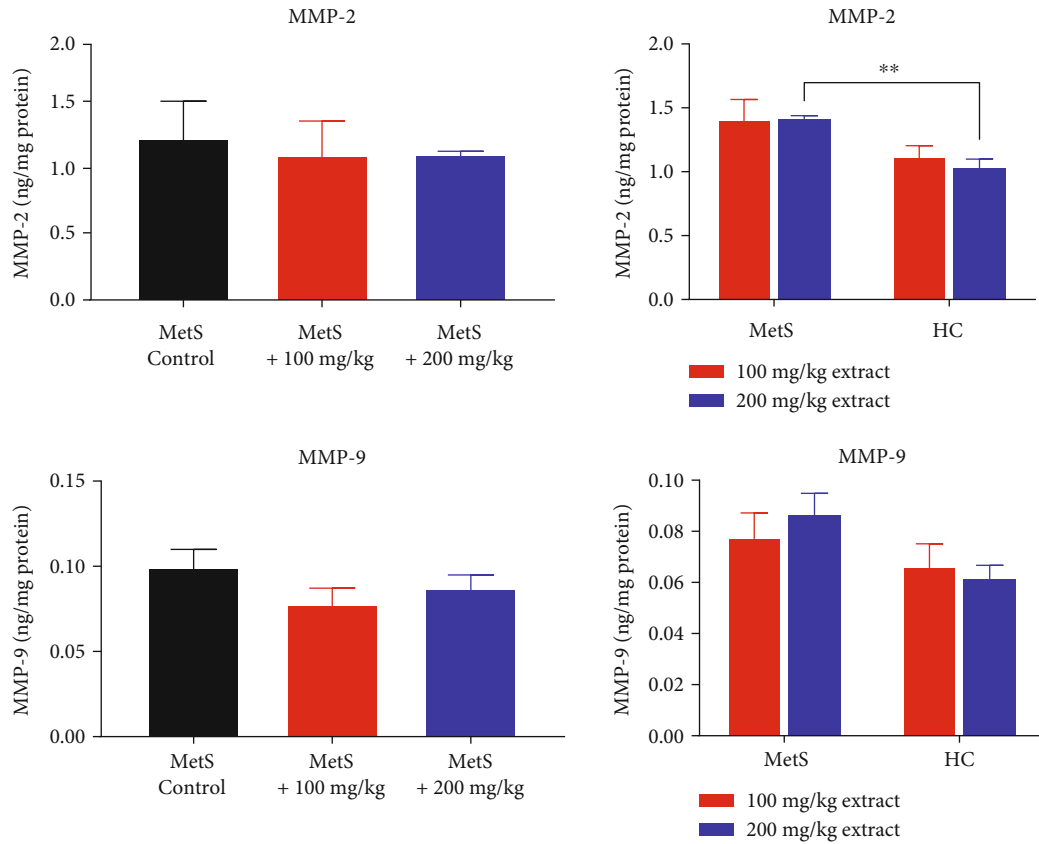 MMP-2
MMP-2 (ng/mg protein)
2.0
1.5
1.0
0.5
0.0
MetS
Control
MetS
+ 100 mg/kg
MetS
+ 200 mg/kg
MMP-2
MMP-2 (ng/mg protein)
2.0
1.5
1.0
0.5
0.0
**
MetS
HC
100 mg/kg extract
200 mg/kg extract
MMP-9
MMP-9 (ng/mg protein)
0.15
0.10
0.05
0.00
MetS
Control
MetS
+ 100 mg/kg
MetS
+ 200 mg/kg
MMP-9
MMP-9 (ng/mg protein)
0.10
0.08
0.06
0.04
0.02
0.00
MetS
HC
100 mg/kg extract
200 mg/kg extract